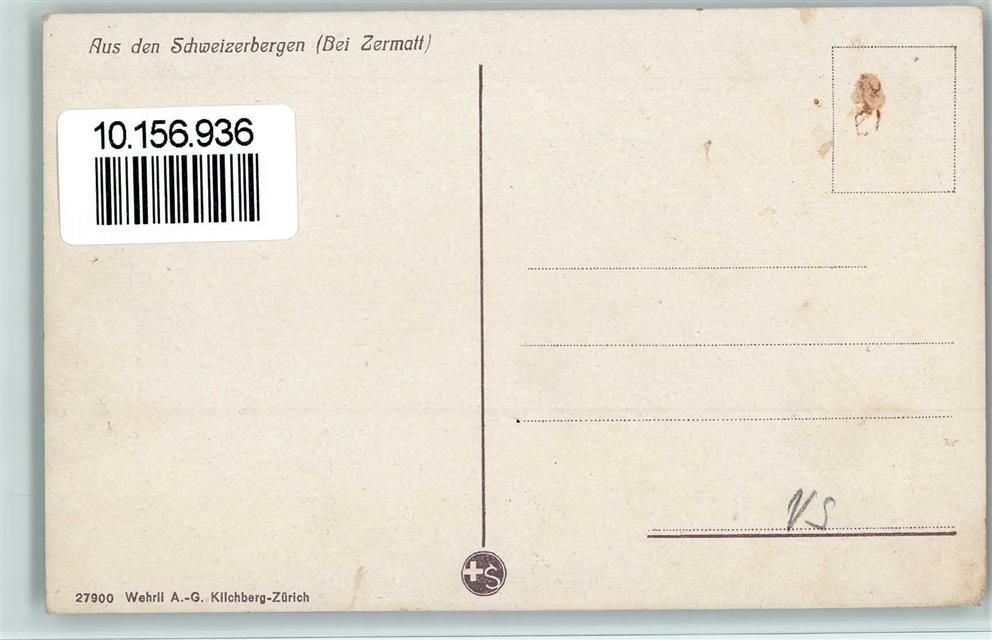 Aus den Schweizerbergen (Bei Zermatt)
10.156.936
VS
+S
27900 Wehrli A.-G. Kilchberg-Zürich